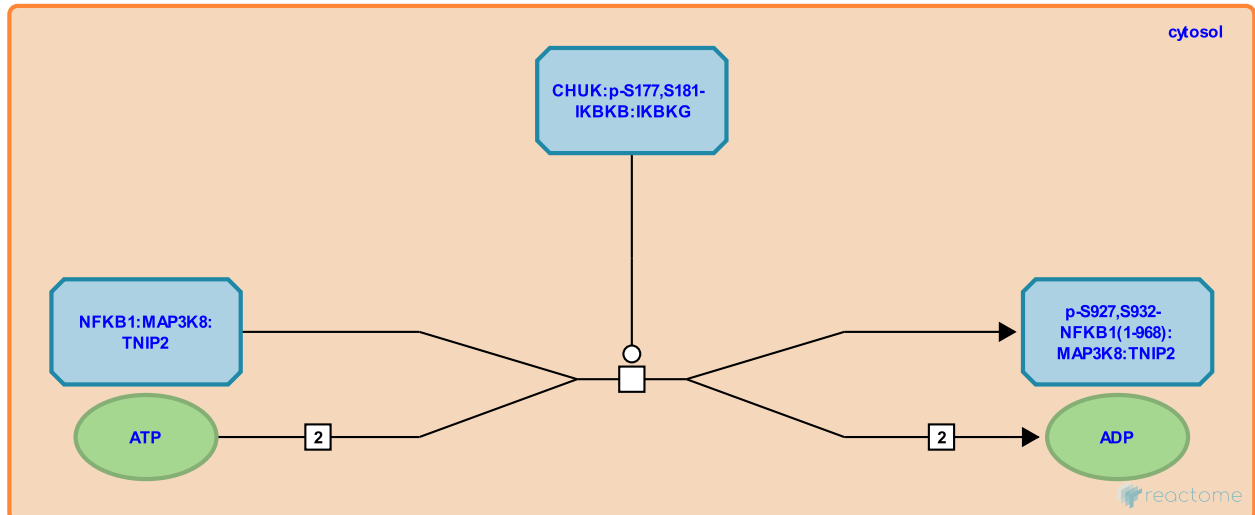 cytosol
CHUK:p-S177,S181-
IKBKB:IKBKG
NFKB1:MAP3K8:
TNIP2
p-S927,S932-
NFKB1(1-968):
MAP3K8:TNIP2
ATP
2
2
ADP
reactome